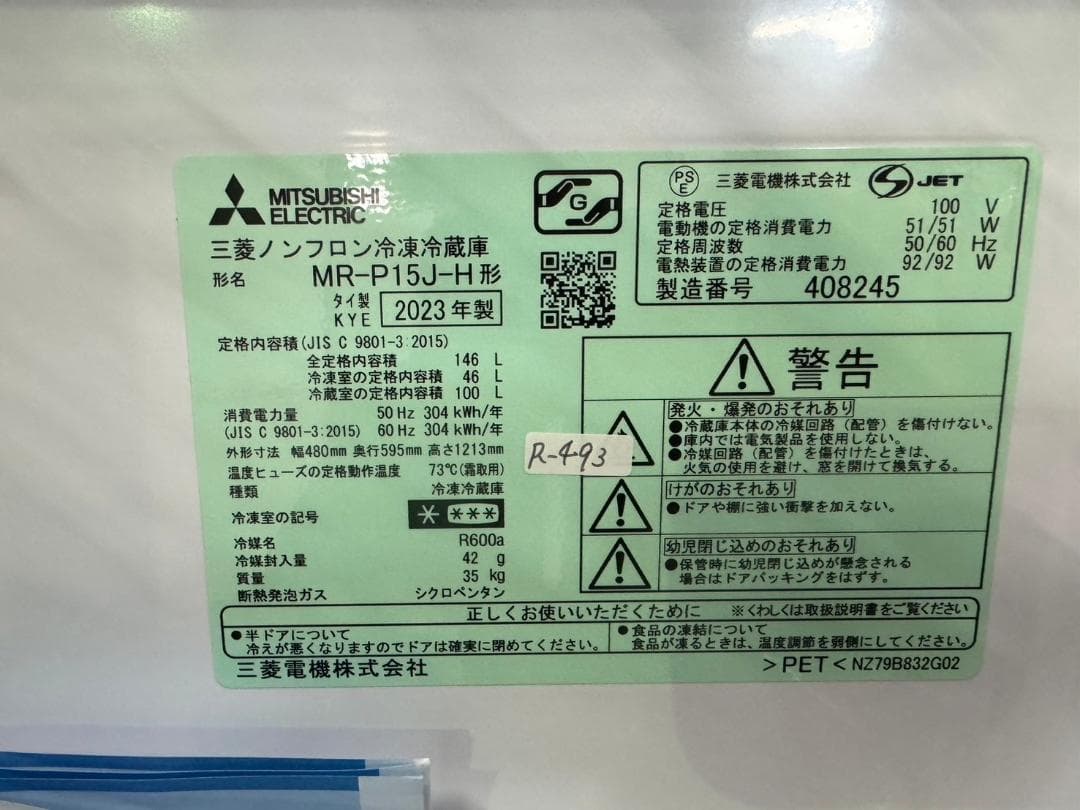 MITSUBISHI
ELECTRIC
三菱ノンフロン冷凍冷蔵庫
形名 MR-P15J-H形
タイ製
KYE 2023年製
定格内容積(JIS C 9801-3:2015)
全定格内容積 146 L
冷凍室の定格内容積 46 L
冷蔵室の定格内容積 100 L
消費電力量 50 Hz 304 kWh/年
(JIS C 9801-3:2015) 60 Hz 304 kWh/年
外形寸法 幅480mm 奥行595mm 高さ1213mm
温度ヒューズの定格動作温度 73℃(霜取用)
種類 冷凍冷蔵庫
冷凍室の記号 * ***
冷媒名 R600a
冷媒封入量 42 g
質量 35 kg
断熱発泡ガス シクロペンタン
G
PS
E 三菱電機株式会社 JET
定格電圧 100 V
電動機の定格消費電力 51/51 W
定格周波数 50/60 Hz
電熱装置の定格消費電力 92/92 W
製造番号 408245
警告
発火・爆発のおそれあり
●冷蔵庫本体の冷媒回路（配管）を傷付けない。
●庫内では電気製品を使用しない。
●冷媒回路（配管）を傷付けたときは、
火気の使用を避け、窓を開けて換気する。
R-493
けがのおそれあり
●ドアや棚に強い衝撃を加えない。
幼児閉じ込めのおそれあり
●保管時に幼児閉じ込めが懸念される
場合はドアパッキングをはずす。
正しくお使いいただくために ※くわしくは取扱説明書をご覧ください
●半ドアについて
冷えが悪くなりますのでドアは確実に閉めてください。
●食品の凍結について
食品が凍るときは、温度調節を弱側にしてください。
三菱電機株式会社 >PET< NZ79B832G02